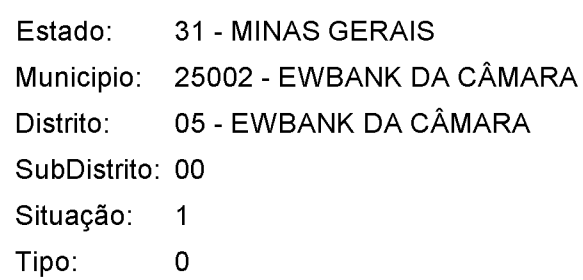 Estado: 31 - MINAS GERAIS
Municipio: 25002 - EWBANK DA CÂMARA
Distrito: 05 - EWBANK DA CÂMARA
SubDistrito: 00
Situação: 1
Tipo: 0